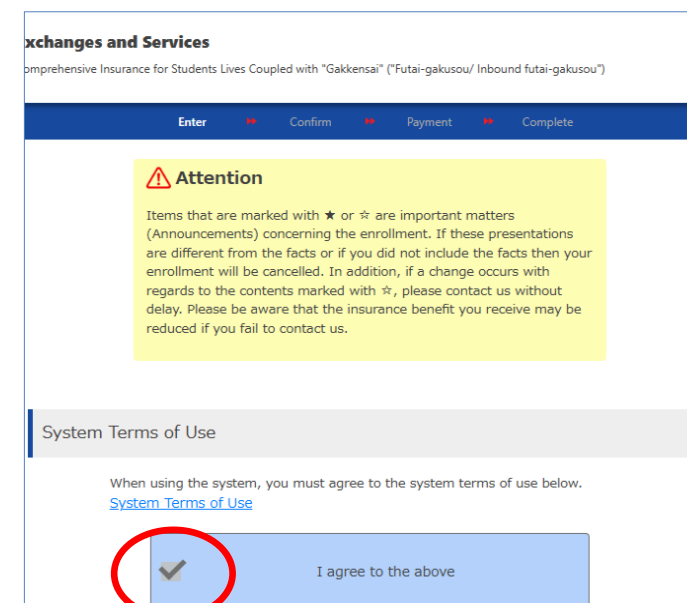 xchanges and Services
omprehensive Insurance for Students Lives Coupled with "Gakkensai" ("Futai-gakusou/ Inbound futai-gakusou")
Enter Confirm Payment Complete
Attention
Items that are marked with ★ or ☆ are important matters
(Announcements) concerning the enrollment. If these presentations
are different from the facts or if you did not include the facts then your
enrollment will be cancelled. In addition, if a change occurs with
regards to the contents marked with ☆, please contact us without
delay. Please be aware that the insurance benefit you receive may be
reduced if you fail to contact us.
System Terms of Use
When using the system, you must agree to the system terms of use below.
System Terms of Use
I agree to the above